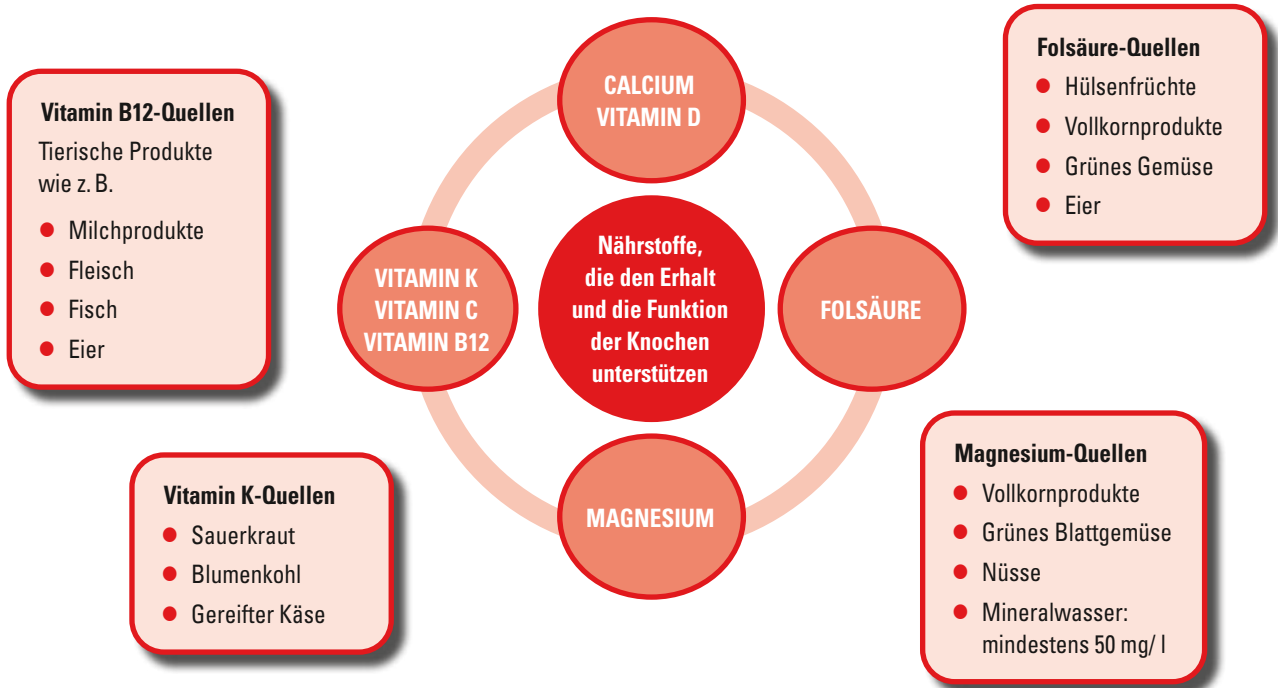 Vitamin B12-Quellen
Tierische Produkte
wie z. B.
Milchprodukte
Fleisch
Fisch
Eier
CALCIUM
VITAMIN D
Folsäure-Quellen
Hülsenfrüchte
Vollkornprodukte
Grünes Gemüse
Eier
VITAMIN K
VITAMIN C
VITAMIN B12
Nährstoffe,
die den Erhalt
und die Funktion
der Knochen
unterstützen
FOLSÄURE
Vitamin K-Quellen
Sauerkraut
Blumenkohl
Gereifter Käse
MAGNESIUM
Magnesium-Quellen
Vollkornprodukte
Grünes Blattgemüse
Nüsse
Mineralwasser:
mindestens 50 mg/ l